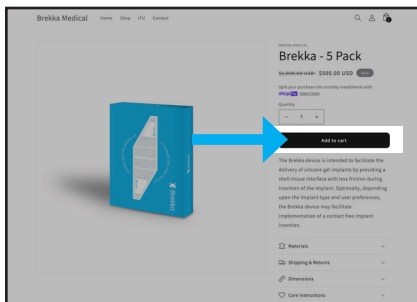 Brekka Medical
Home Shop IFU Contact
BREKKA MEDICAL
Brekka - 5 Pack
$1,000.00 USD $500.00 USD Sale
Split your purchase into monthly installments with
shop Pay Learn more
Quantity
- 1 +
Add to cart
The Brekka device is intended to facilitate the
delivery of silicone gel implants by providing a
shell-tissue interface with less friction during
insertion of the implant. Optionally, depending
upon the implant type and user preferences,
the Brekka device may facilitate
implementation of a contact free implant
insertion.
Materials
Shipping & Returns
Dimensions
Care Instructions
Brekka